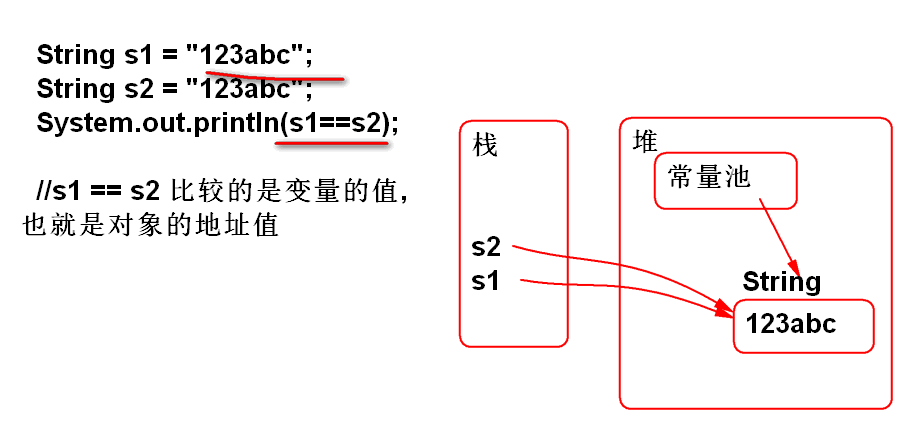 String s1 = "123abc";
String s2 = "123abc";
System.out.println(s1==s2);
//s1 == s2 比较的是变量的值,
也就是对象的地址值
栈
s2
s1
堆
常量池
String
123abc